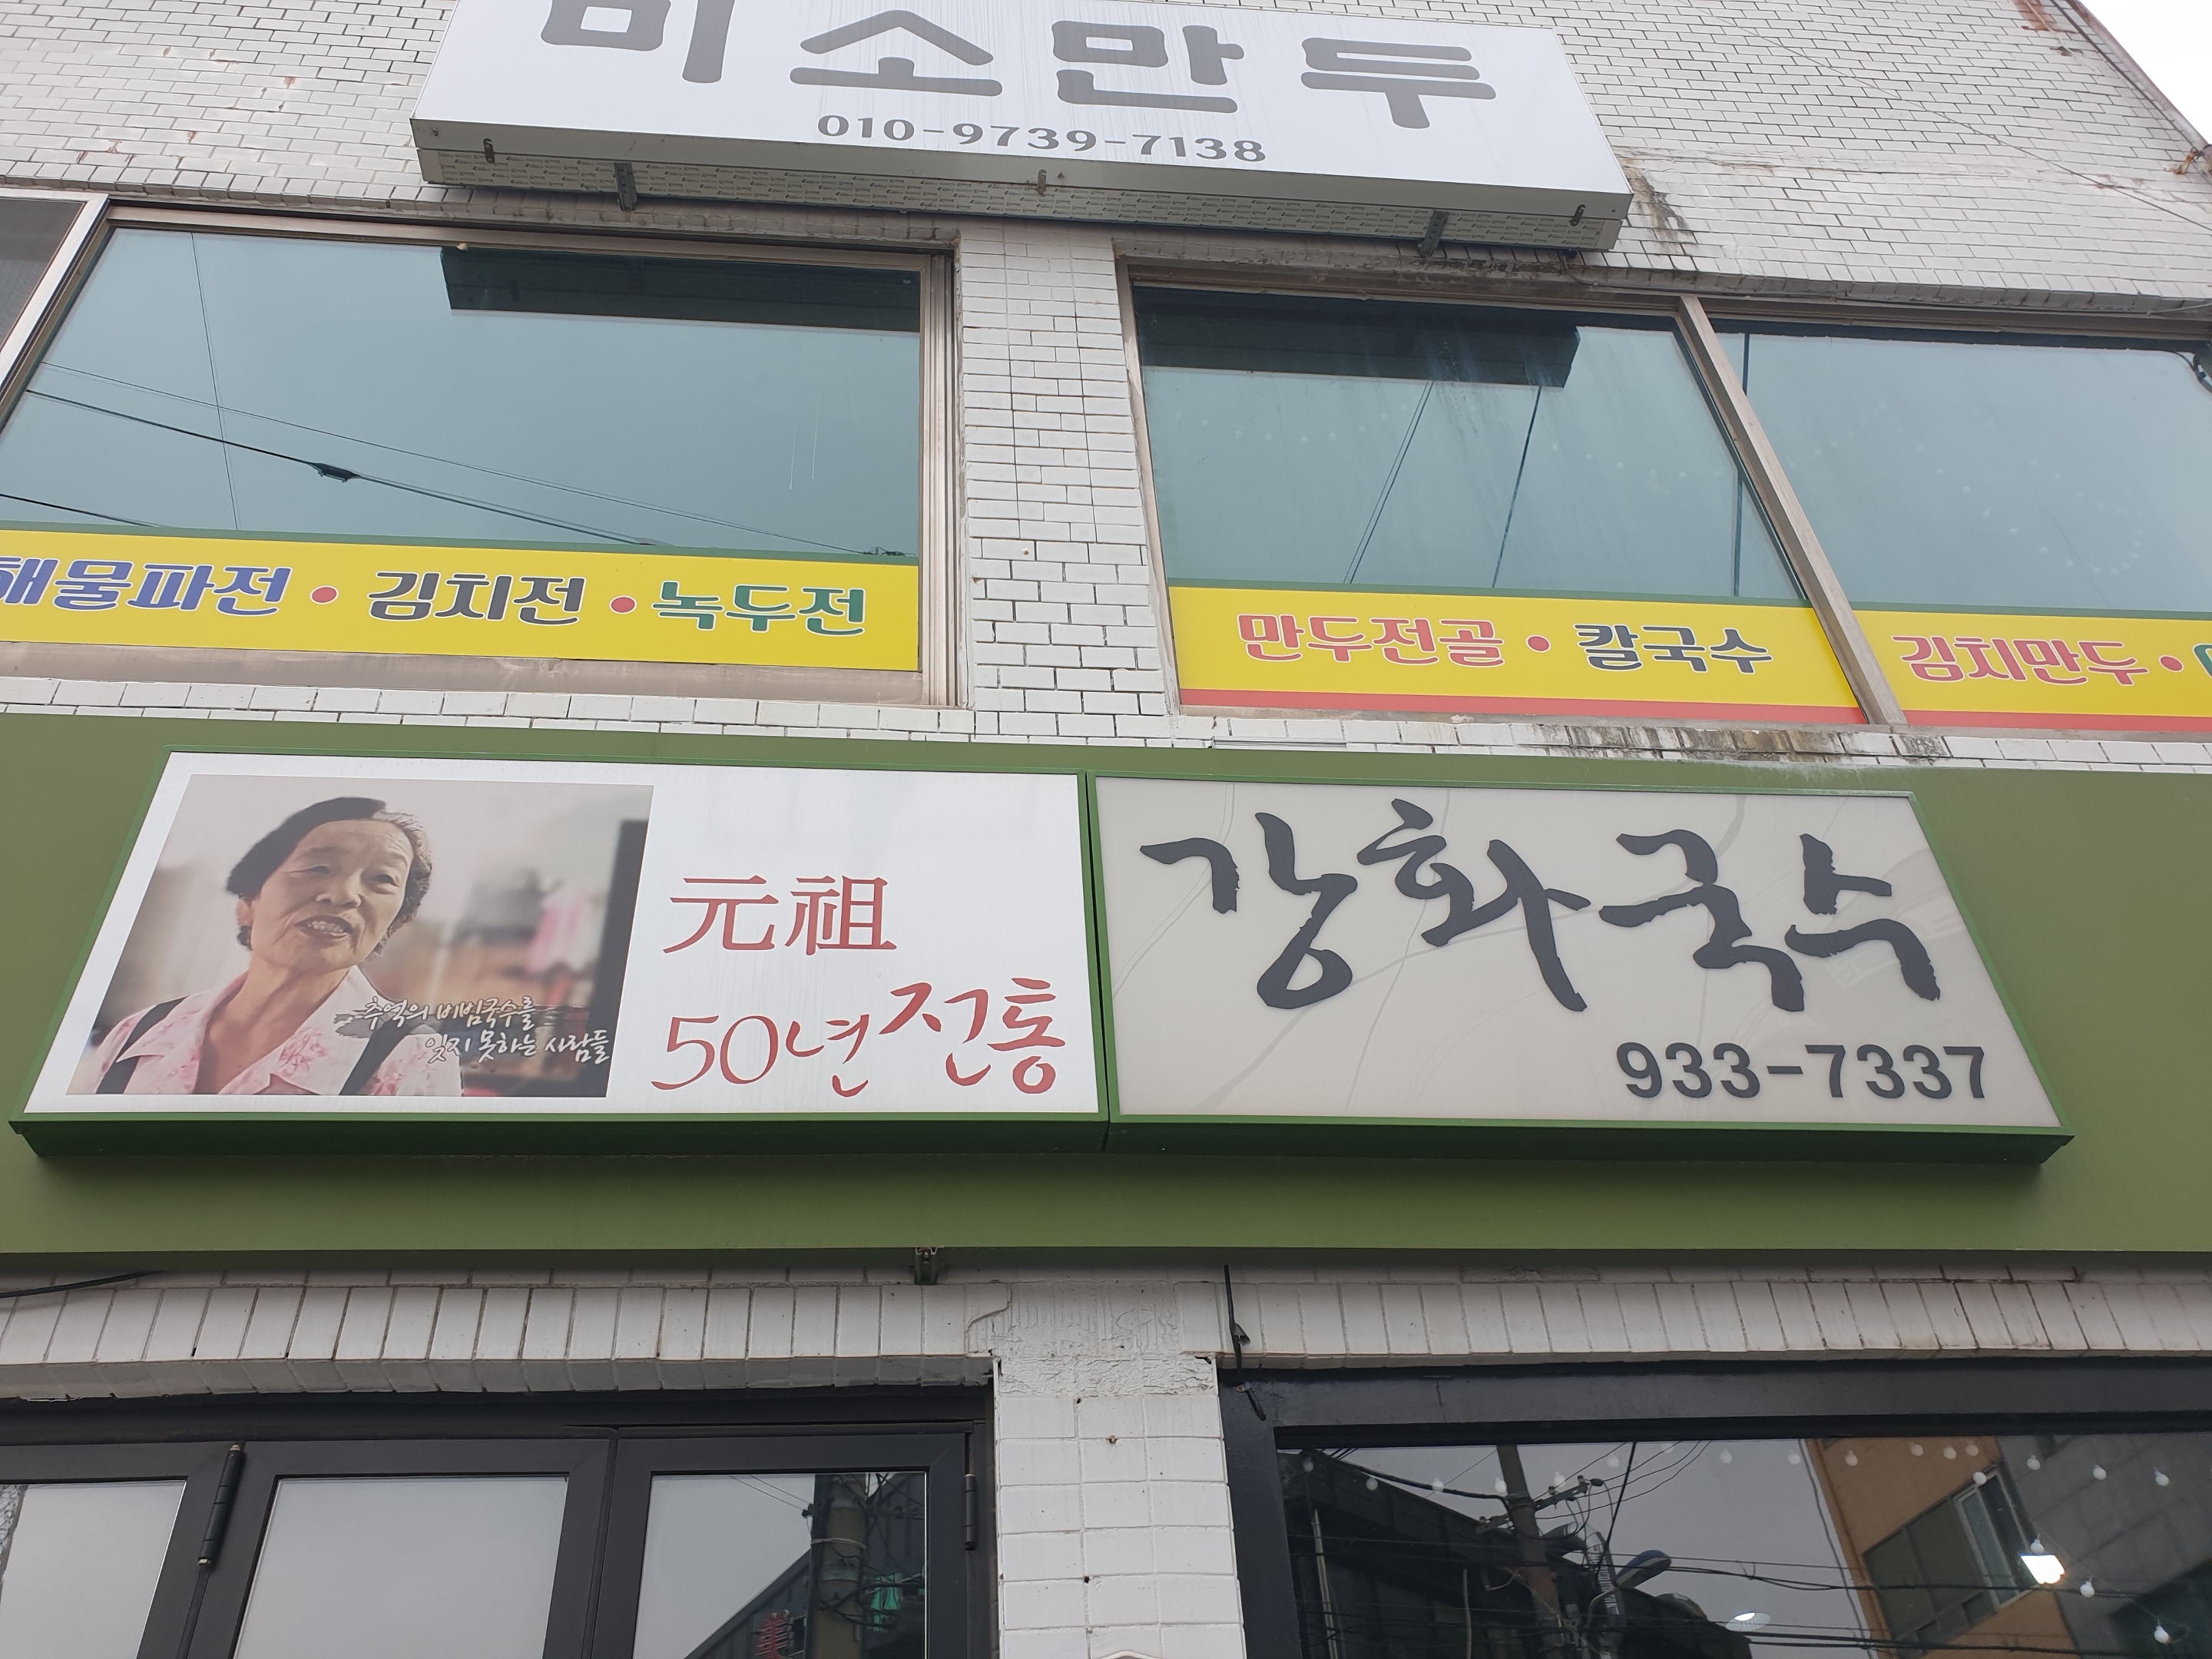 미소만두
010-9739-7138
해물파전 • 김치전 • 녹두전
만두전골 • 칼국수
김치만두 •
元祖
50년 전통
추억의 비빔국수를
잊지 못하는 사람들
강화국수
933-7337